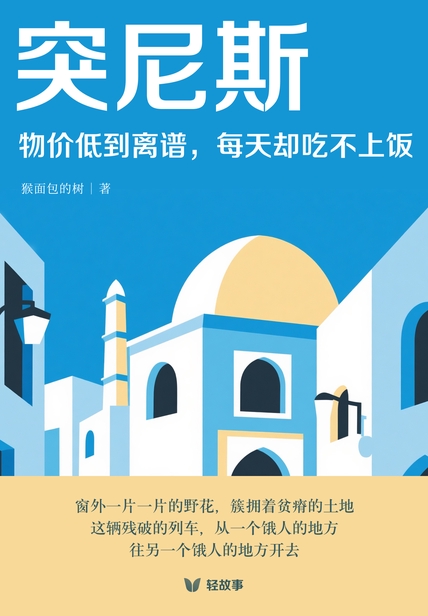 突尼斯
物价低到离谱，每天却吃不上饭
猴面包的树｜著
窗外一片一片的野花，簇拥着贫瘠的土地
这辆残破的列车，从一个饿人的地方
往另一个饿人的地方开去
轻故事